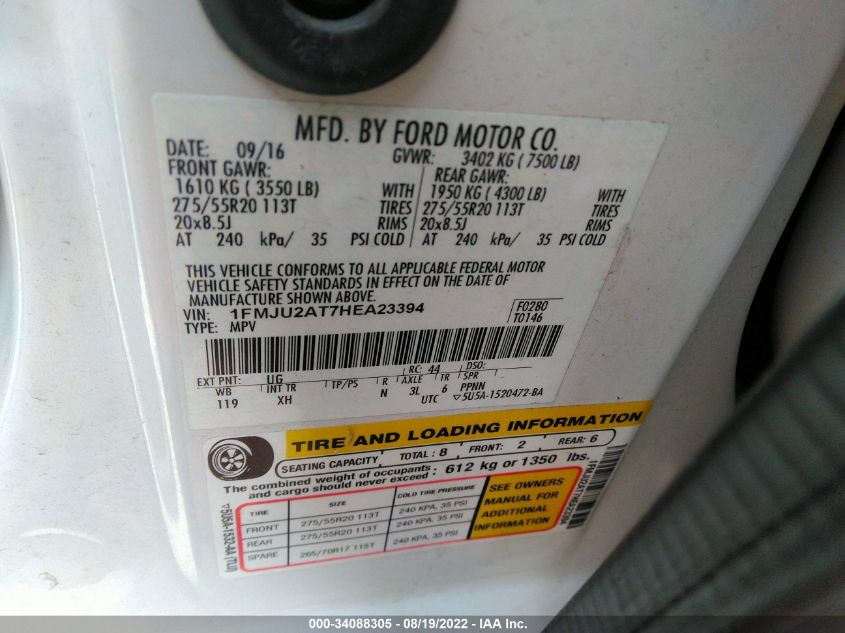 MFD. BY FORD MOTOR CO.
DATE: 09/16 GVWR: 3402 KG ( 7500 LB)
FRONT GAWR: REAR GAWR:
1610 KG ( 3550 LB) WITH 1950 KG ( 4300 LB) WITH
275/55R20 113T TIRES 275/55R20 113T TIRES
20x8.5J RIMS 20x8.5J RIMS
AT 240 kPa/ 35 PSI COLD AT 240 kPa/ 35 PSI COLD
THIS VEHICLE CONFORMS TO ALL APPLICABLE FEDERAL MOTOR
VEHICLE SAFETY STANDARDS IN EFFECT ON THE DATE OF
MANUFACTURE SHOWN ABOVE.
VIN: 1FMJU2AT7HEA23394 F0280
TYPE: MPV T0146
EXT PNT: UG RC: 44 DSO:
WB INT TR TP/PS R AXLE TR SPR
119 XH N 3L 6 PPNN
UTC ▽5U5A-1520472-BA
TIRE AND LOADING INFORMATION
SEATING CAPACITY TOTAL : 8 FRONT: 2 REAR: 6
The combined weight of occupants : 612 kg or 1350 lbs.
and cargo should never exceed
TIRE SIZE COLD TIRE PRESSURE
FRONT 275/55R20 113T 240 KPA, 35 PSI
REAR 275/55R20 113T 240 KPA, 35 PSI
SPARE 265/70R17 115T 240 KPA, 35 PSI
SEE OWNERS
MANUAL FOR
ADDITIONAL
INFORMATION
▽5U5A-1532-AA (TLU)
1FMJU2AT7HEA23394
000-34088305 - 08/19/2022 - IAA Inc.